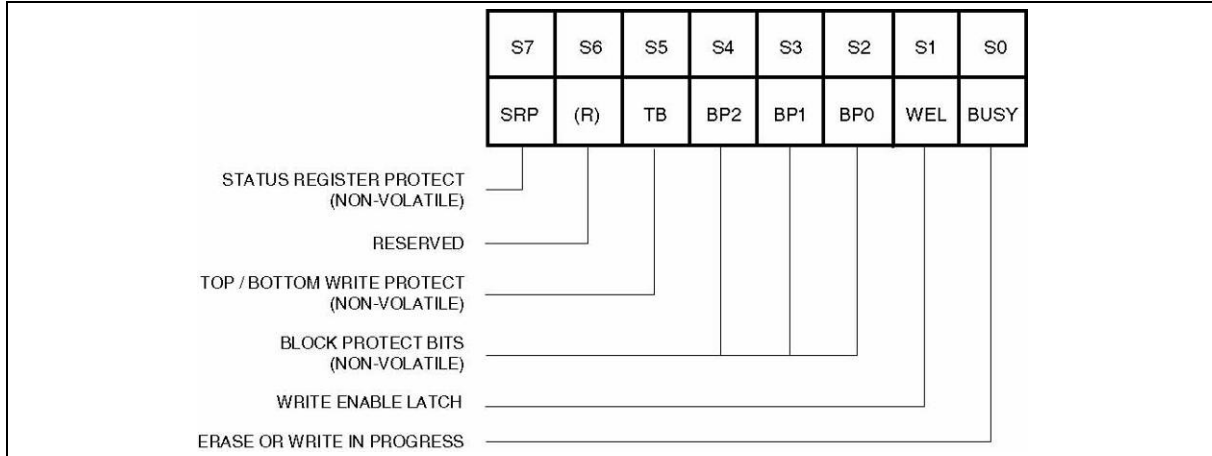 S7 S6 S5 S4 S3 S2 S1 S0
SRP (R) TB BP2 BP1 BP0 WEL BUSY
STATUS REGISTER PROTECT
(NON-VOLATILE)
RESERVED
TOP / BOTTOM WRITE PROTECT
(NON-VOLATILE)
BLOCK PROTECT BITS
(NON-VOLATILE)
WRITE ENABLE LATCH
ERASE OR WRITE IN PROGRESS